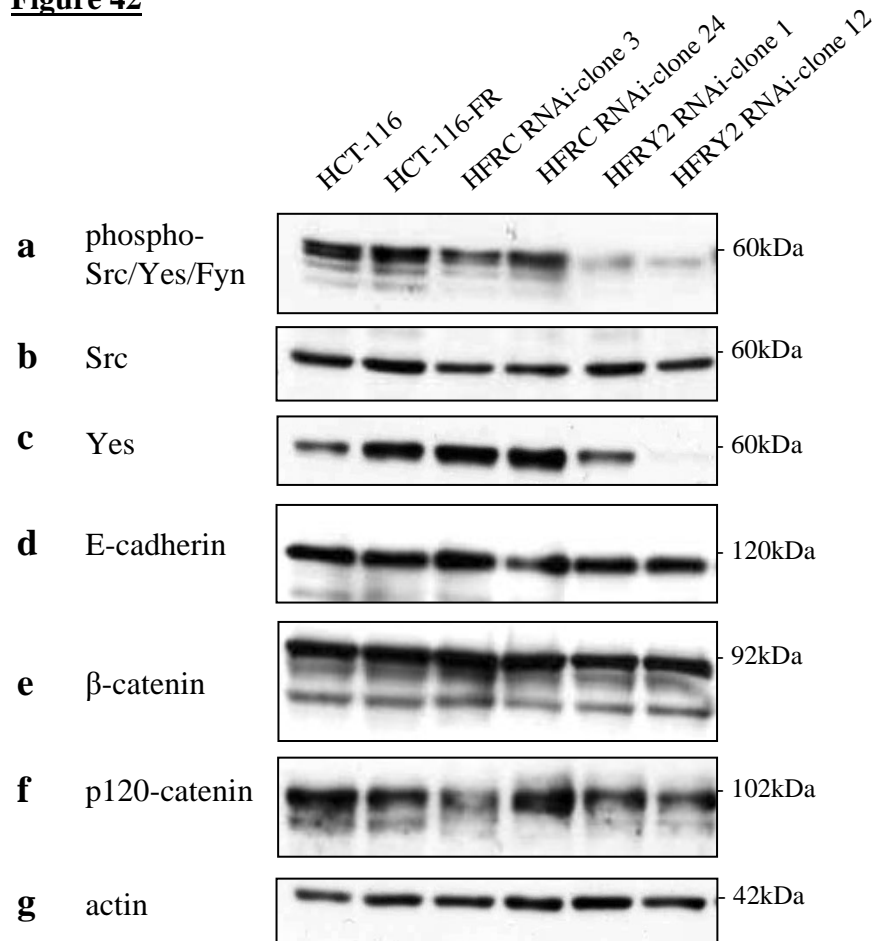 Figure 42
HCT-116
HCT-116-FR
HFRC RNAi-clone 3
HFRC RNAi-clone 24
HFRY2 RNAi-clone 1
HFRY2 RNAi-clone 12
a phospho- 60kDa
Src/Yes/Fyn
b Src 60kDa
c Yes 60kDa
d E-cadherin 120kDa
e β-catenin 92kDa
f p120-catenin 102kDa
g actin 42kDa